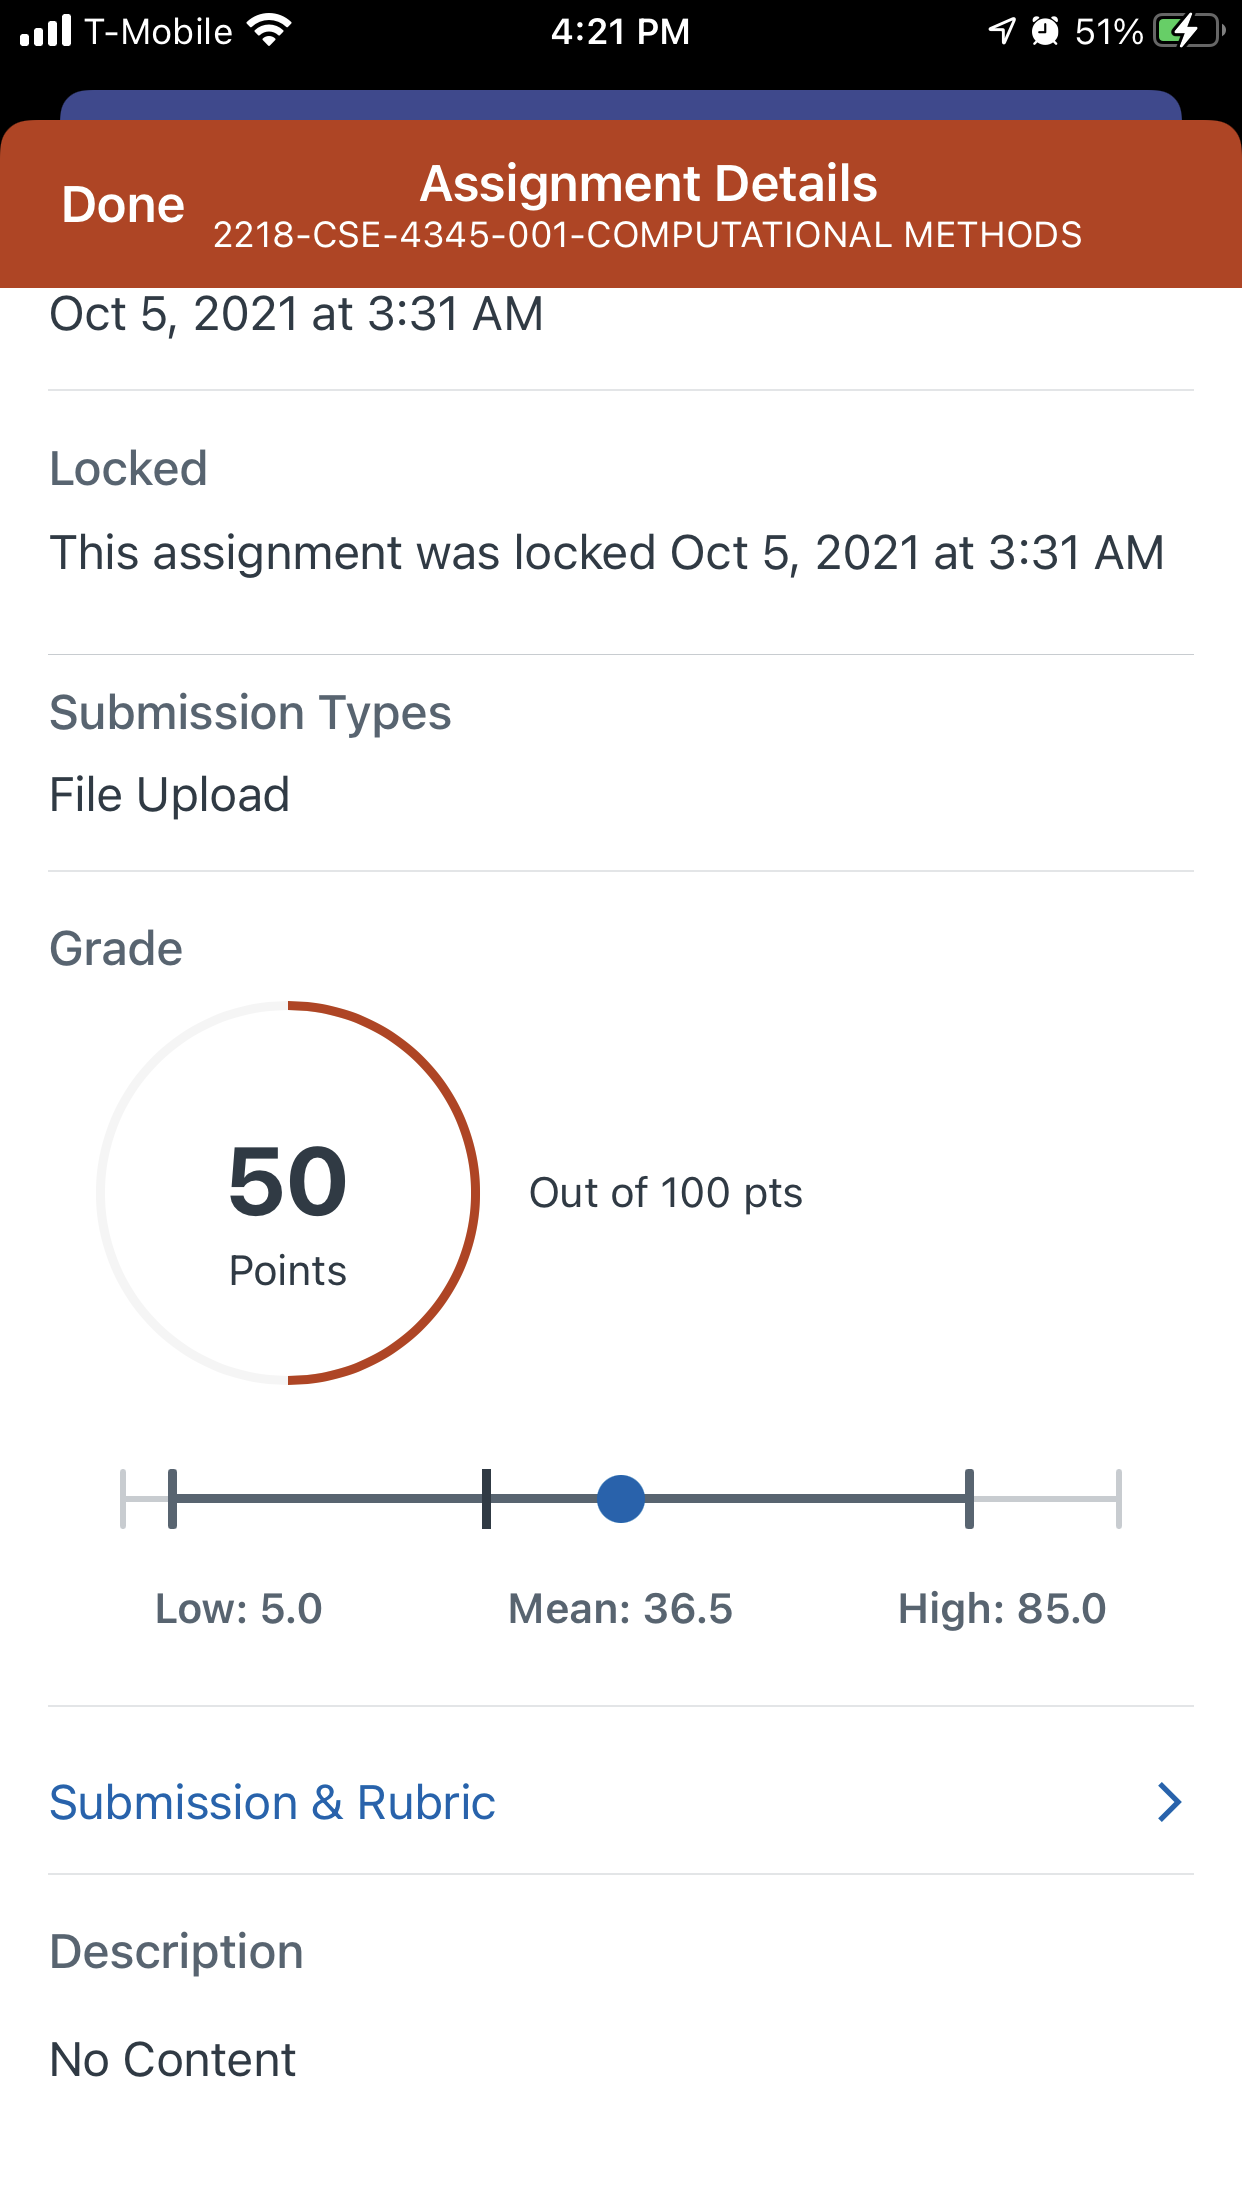 T-Mobile 4:21 PM 51%
Done
Assignment Details
2218-CSE-4345-001-COMPUTATIONAL METHODS
Oct 5, 2021 at 3:31 AM
Locked
This assignment was locked Oct 5, 2021 at 3:31 AM
Submission Types
File Upload
Grade
50
Points
Out of 100 pts
Low: 5.0 Mean: 36.5 High: 85.0
Submission & Rubric
Description
No Content